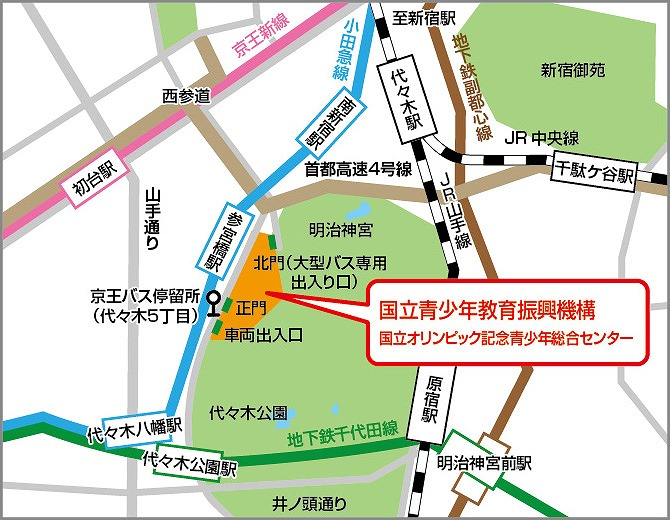 至新宿駅
京王新線
小田急線
地下鉄副都心線
新宿御苑
代々木駅
西参道
南新宿駅
JR中央線
首都高速4号線
千駄ケ谷駅
初台駅
山手通り
JR山手線
参宮橋駅
明治神宮
北門(大型バス専用
出入り口)
京王バス停留所
(代々木5丁目)
正門
国立青少年教育振興機構
国立オリンピック記念青少年総合センター
車両出入口
原宿駅
代々木公園
代々木八幡駅
地下鉄千代田線
代々木公園駅
明治神宮前駅
井ノ頭通り